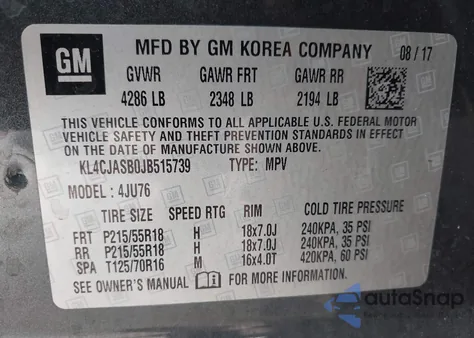 GM
MFD BY GM KOREA COMPANY 08 / 17
GVWR GAWR FRT GAWR RR
4286 LB 2348 LB 2194 LB
THIS VEHICLE CONFORMS TO ALL APPLICABLE U.S. FEDERAL MOTOR
VEHICLE SAFETY AND THEFT PREVENTION STANDARDS IN EFFECT ON
THE DATE OF MANUFACTURE SHOWN ABOVE.
KL4CJASB0JB515739 TYPE: MPV
MODEL : 4JU76
TIRE SIZE SPEED RTG RIM COLD TIRE PRESSURE
FRT P215/55R18 H 18x7.0J 240KPA, 35 PSI
RR P215/55R18 H 18x7.0J 240KPA, 35 PSI
SPA T125/70R16 M 16x4.0T 420KPA, 60 PSI
SEE OWNER'S MANUAL FOR MORE INFORMATION.
autoSnap